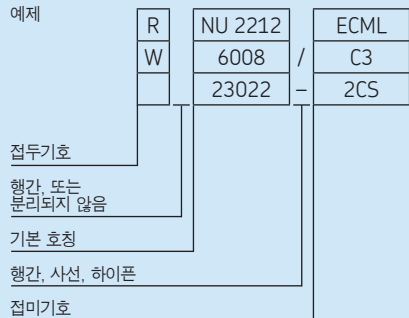 예제
R NU 2212 ECML
W 6008 / C3
23022 – 2CS
접두기호
행간, 또는
분리되지 않음
기본 호칭
행간, 사선, 하이픈
접미기호